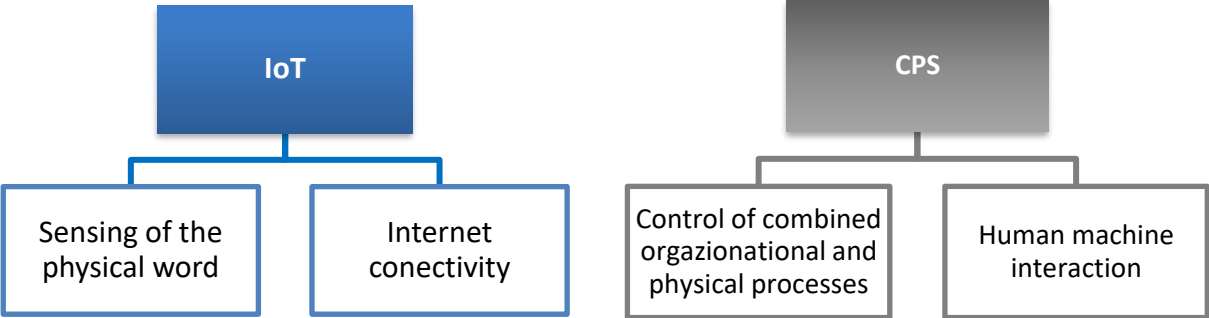 IoT
Sensing of the
physical word
Internet
conectivity
CPS
Control of combined
orgazionational and
physical processes
Human machine
interaction